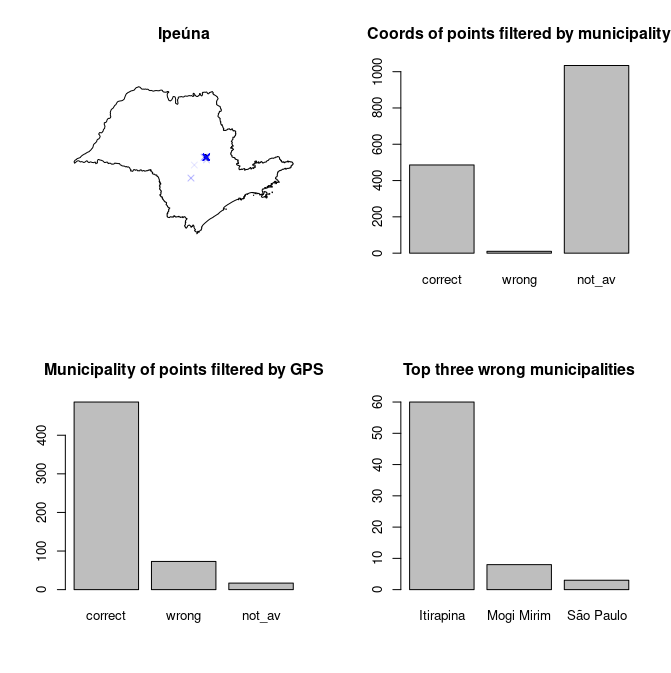 Ipeúna
Coords of points filtered by municipality
1000
800
600
400
200
0
correct wrong not_av
Municipality of points filtered by GPS
400
300
200
100
0
correct wrong not_av
Top three wrong municipalities
60
50
40
30
20
10
0
Itirapina Mogi Mirim São Paulo